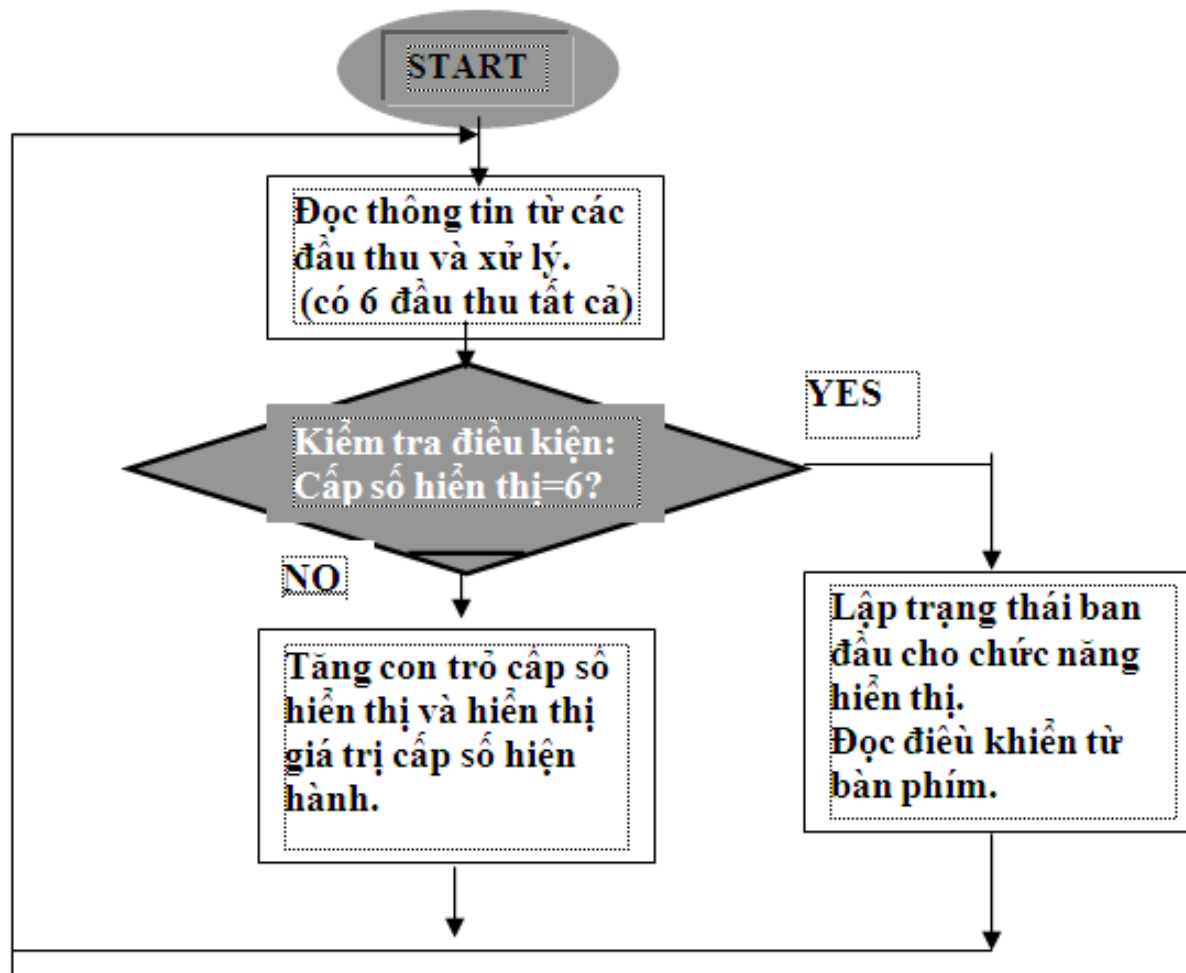 START
Đọc thông tin từ các
đầu thu và xử lý.
(có 6 đầu thu tất cả)
Kiểm tra điều kiện:
Cấp số hiển thị=6?
YES
NO
Tăng con trỏ cấp số
hiển thị và hiển thị
giá trị cấp số hiện
hành.
Lập trạng thái ban
đầu cho chức năng
hiển thị.
Đọc điêù khiển từ
bàn phím.